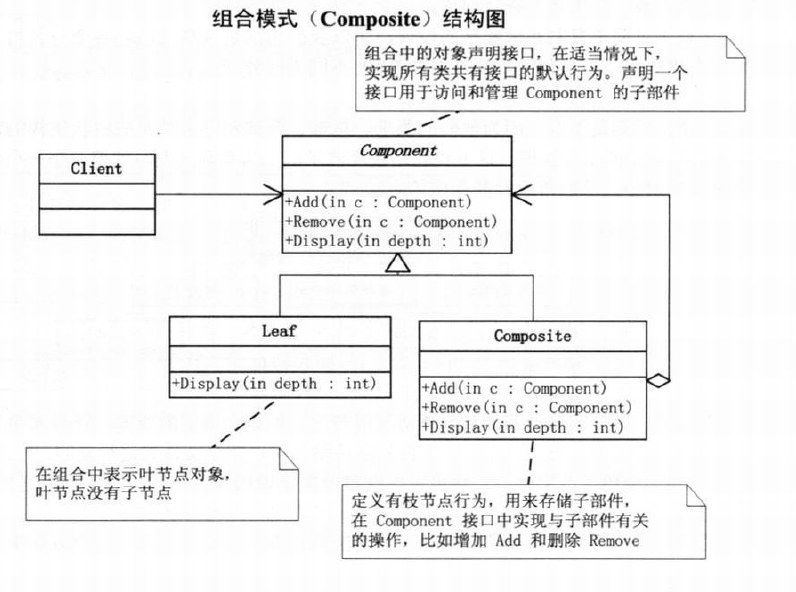 组合模式（Composite）结构图
组合中的对象声明接口，在适当情况下，
实现所有类共有接口的默认行为。声明一个
接口用于访问和管理 Component 的子部件
Component
Client
+Add(in c : Component)
+Remove(in c : Component)
+Display(in depth : int)
Leaf
+Display(in depth : int)
Composite
+Add(in c : Component)
+Remove(in c : Component)
+Display(in depth : int)
在组合中表示叶节点对象，
叶节点没有子节点
定义有枝节点行为，用来存储子部件，
在 Component 接口中实现与子部件有关
的操作，比如增加 Add 和删除 Remove